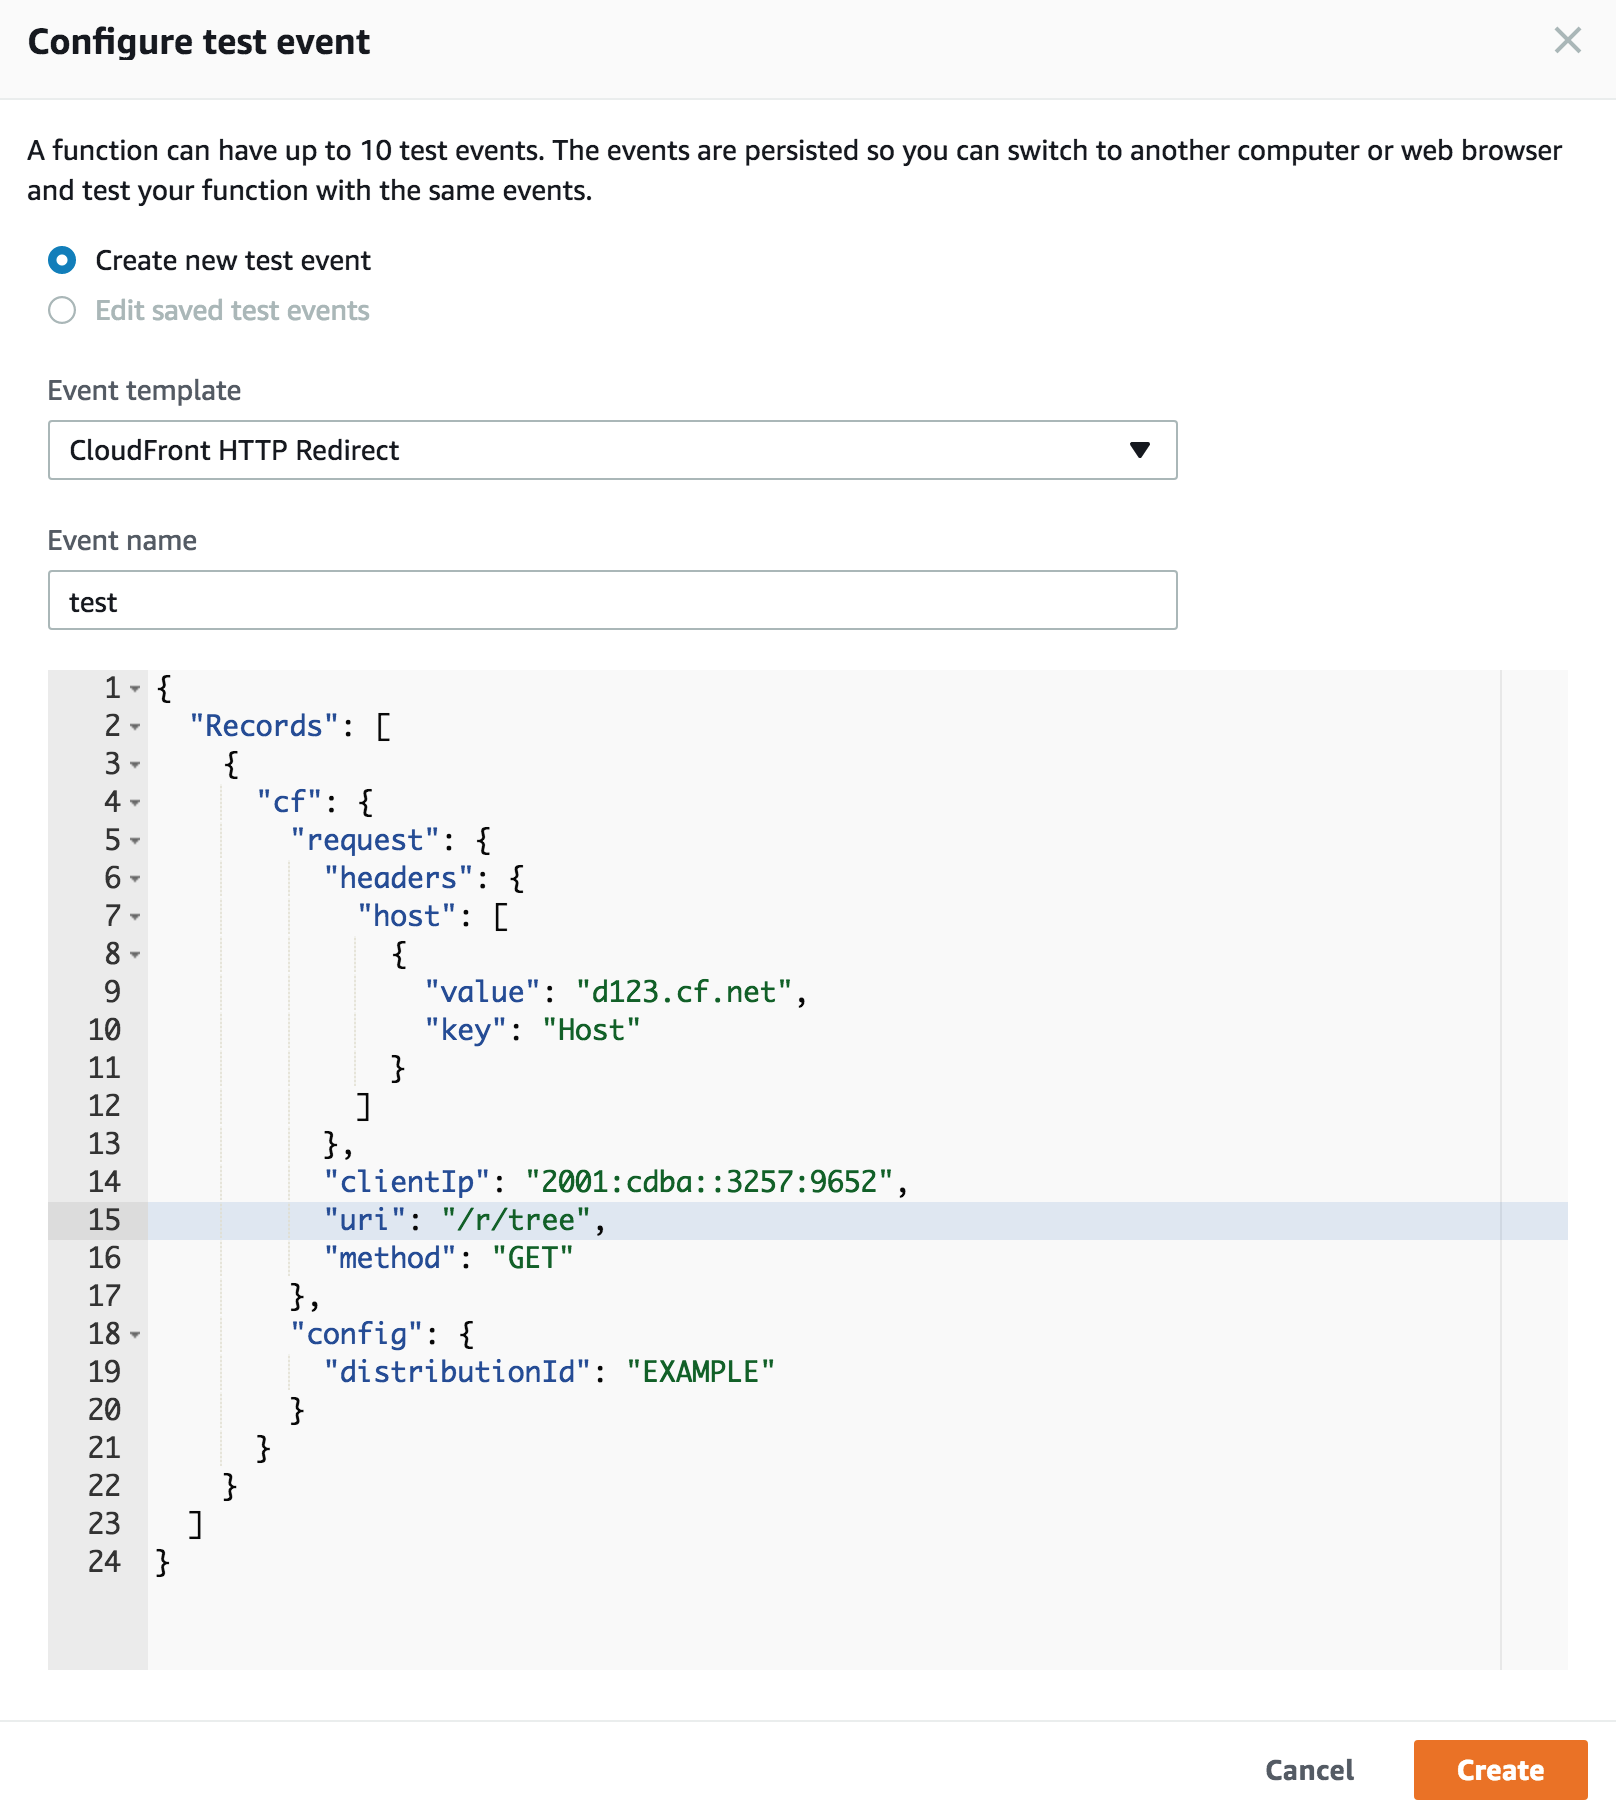 Configure test event
A function can have up to 10 test events. The events are persisted so you can switch to another computer or web browser
and test your function with the same events.
Create new test event
Edit saved test events
Event template
CloudFront HTTP Redirect
Event name
test
1 {
2   "Records": [
3     {
4       "cf": {
5         "request": {
6           "headers": {
7             "host": [
8               {
9                 "value": "d123.cf.net",
10                 "key": "Host"
11               }
12             ]
13           },
14           "clientIp": "2001:cdba::3257:9652",
15           "uri": "/r/tree",
16           "method": "GET"
17         },
18         "config": {
19           "distributionId": "EXAMPLE"
20         }
21       }
22     }
23   ]
24 }
Cancel Create